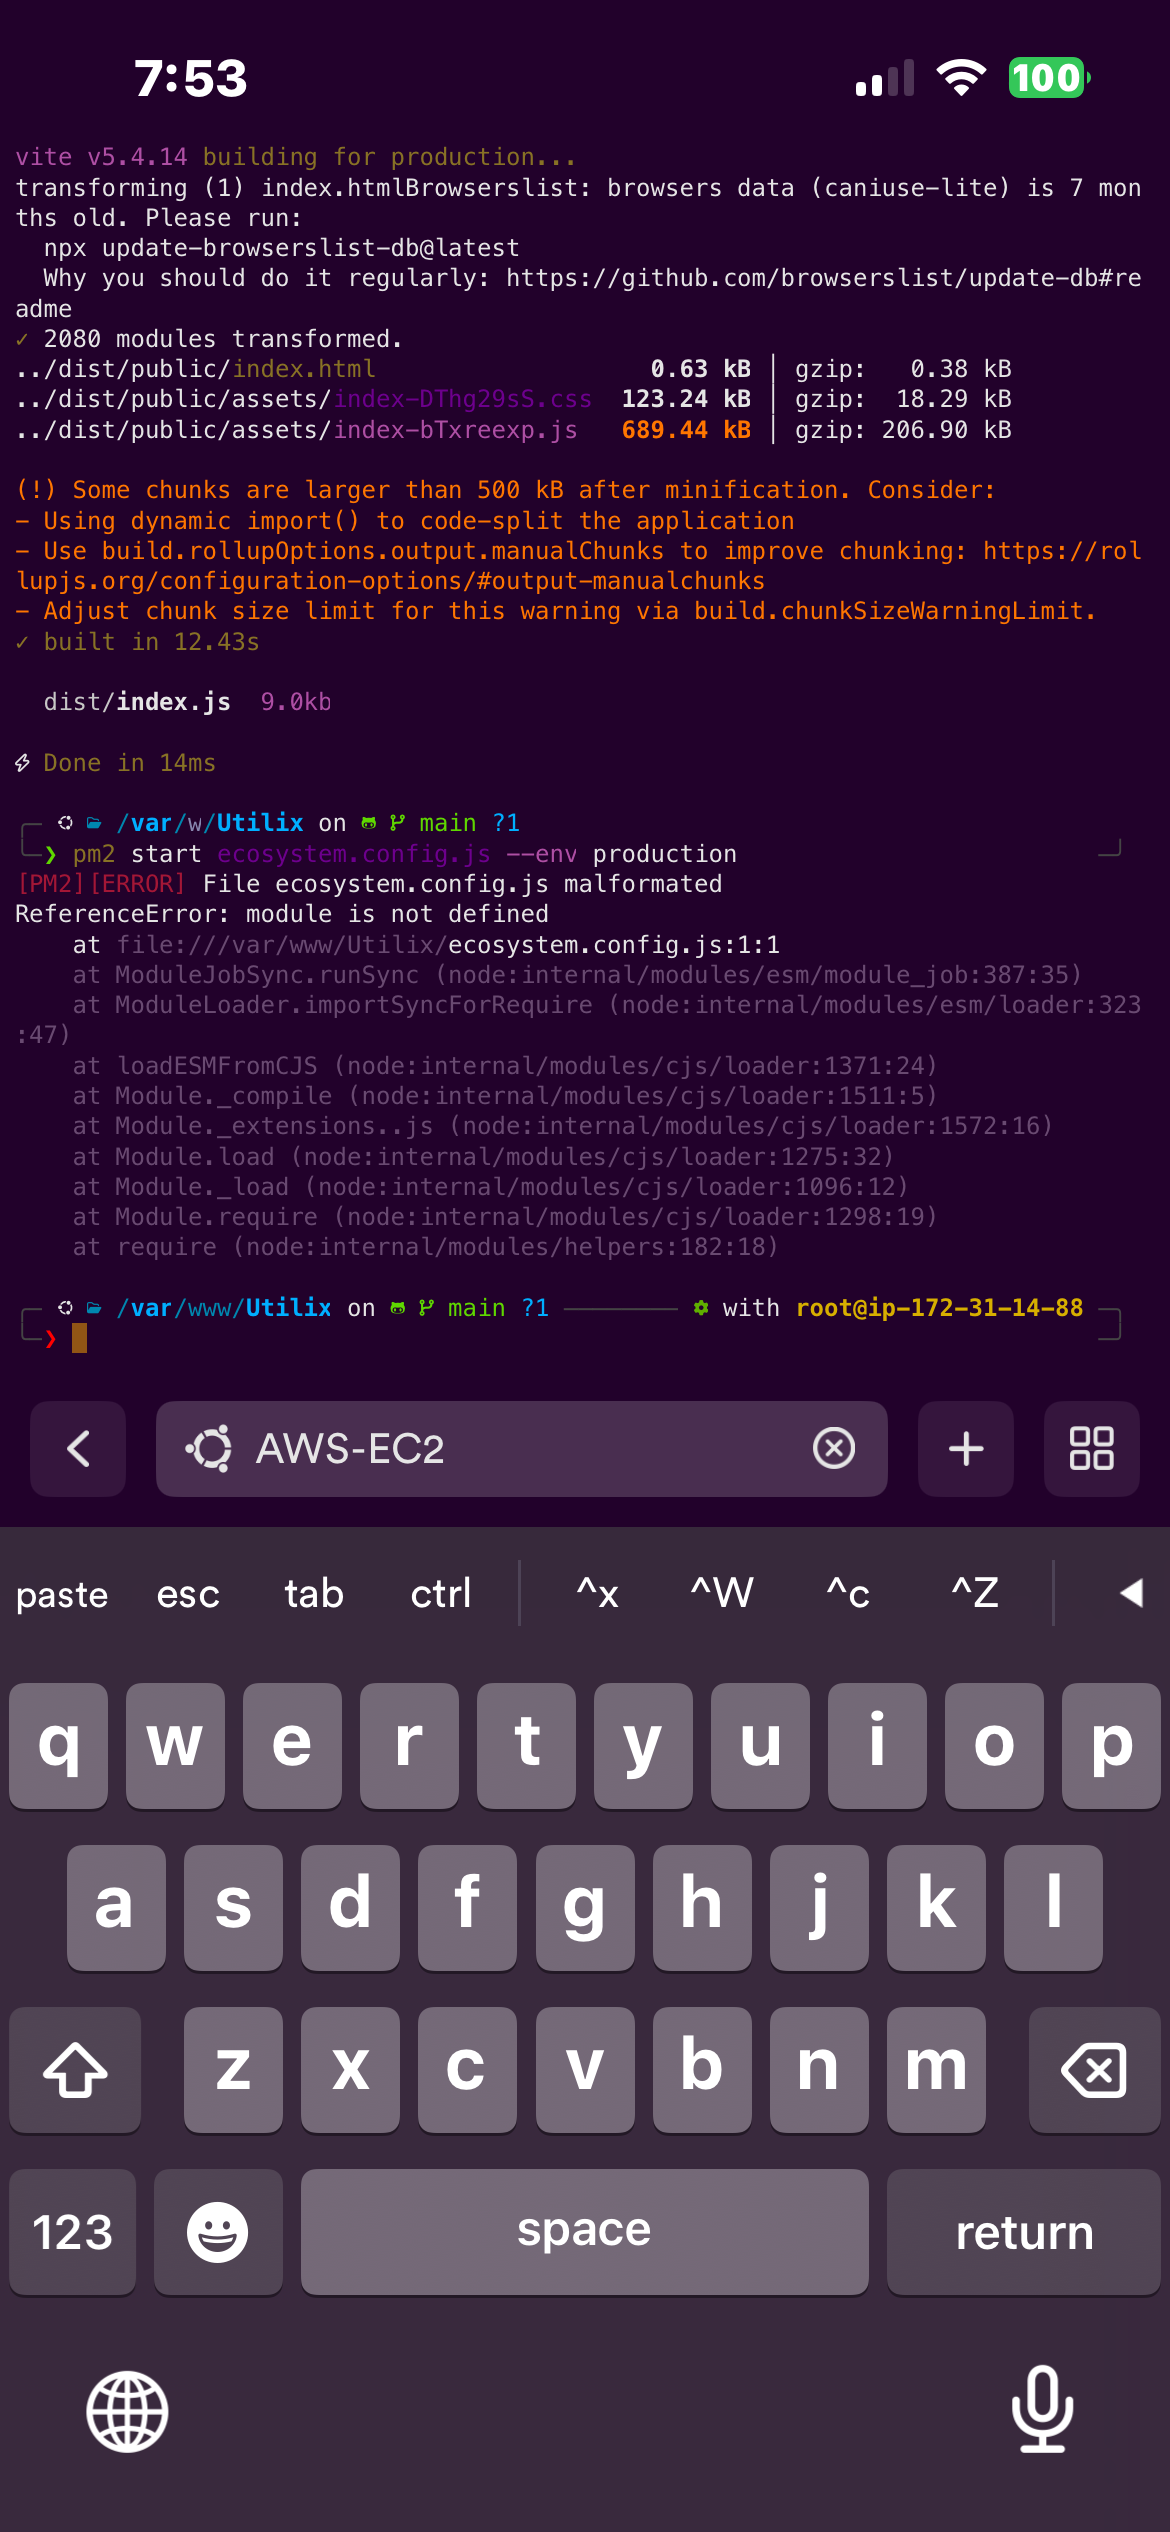 7:53
100
vite v5.4.14 building for production...
transforming (1) index.htmlBrowserslist: browsers data (caniuse-lite) is 7 mon
ths old. Please run:
  npx update-browserslist-db@latest
  Why you should do it regularly: https://github.com/browserslist/update-db#re
adme
✓ 2080 modules transformed.
../dist/public/index.html                   0.63 kB │ gzip:   0.38 kB
../dist/public/assets/index-DThg29sS.css  123.24 kB │ gzip:  18.29 kB
../dist/public/assets/index-bTxreexp.js   689.44 kB │ gzip: 206.90 kB
(!) Some chunks are larger than 500 kB after minification. Consider:
- Using dynamic import() to code-split the application
- Use build.rollupOptions.output.manualChunks to improve chunking: https://rol
lupjs.org/configuration-options/#output-manualchunks
- Adjust chunk size limit for this warning via build.chunkSizeWarningLimit.
✓ built in 12.43s
  dist/index.js  9.0kb
⚡ Done in 14ms
/var/w/Utilix on main ?1
❯ pm2 start ecosystem.config.js --env production
[PM2][ERROR] File ecosystem.config.js malformated
ReferenceError: module is not defined
    at file:///var/www/Utilix/ecosystem.config.js:1:1
    at ModuleJobSync.runSync (node:internal/modules/esm/module_job:387:35)
    at ModuleLoader.importSyncForRequire (node:internal/modules/esm/loader:323
:47)
    at loadESMFromCJS (node:internal/modules/cjs/loader:1371:24)
    at Module._compile (node:internal/modules/cjs/loader:1511:5)
    at Module._extensions..js (node:internal/modules/cjs/loader:1572:16)
    at Module.load (node:internal/modules/cjs/loader:1275:32)
    at Module._load (node:internal/modules/cjs/loader:1096:12)
    at Module.require (node:internal/modules/cjs/loader:1298:19)
    at require (node:internal/modules/helpers:182:18)
/var/www/Utilix on main ?1 with root@ip-172-31-14-88
❯
AWS-EC2
paste esc tab ctrl ^x ^W ^c ^Z
q w e r t y u i o p
a s d f g h j k l
z x c v b n m
123 space return